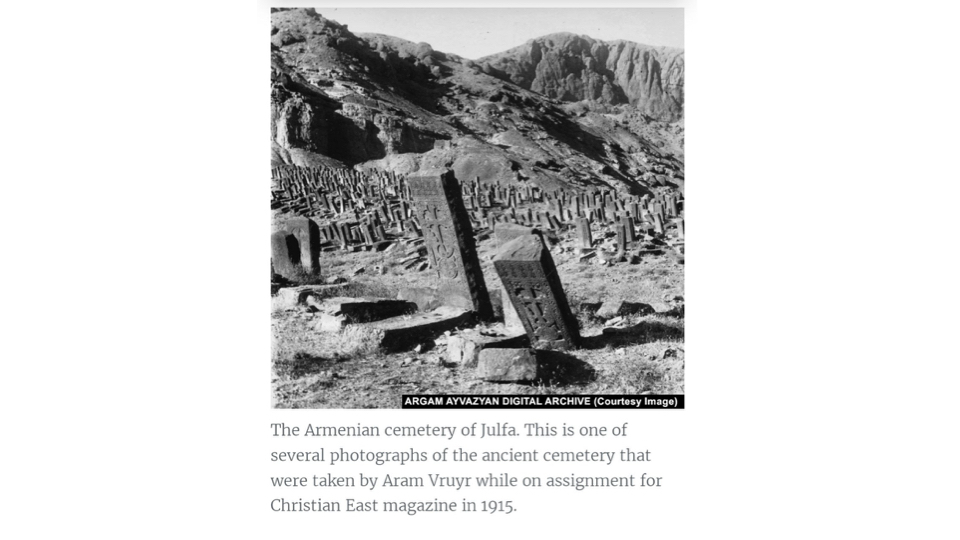 ARGAM AYVAZYAN DIGITAL ARCHIVE (Courtesy Image)
The Armenian cemetery of Julfa. This is one of
several photographs of the ancient cemetery that
were taken by Aram Vruyr while on assignment for
Christian East magazine in 1915.